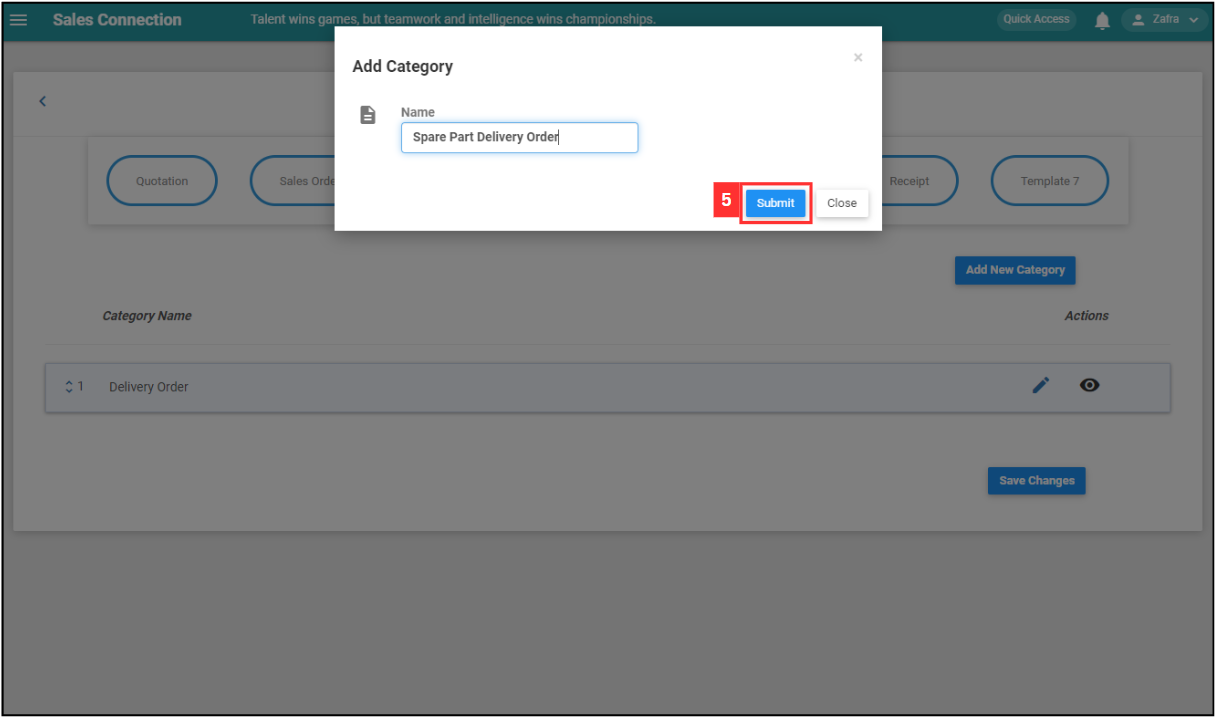 Sales Connection
Talent wins games, but teamwork and intelligence wins championships.
Quick Access
Zafra
Add Category
×
Name
Spare Part Delivery Order
5
Submit
Close
Quotation
Sales Orde
Receipt
Template 7
Add New Category
Category Name
Actions
1
Delivery Order
Save Changes